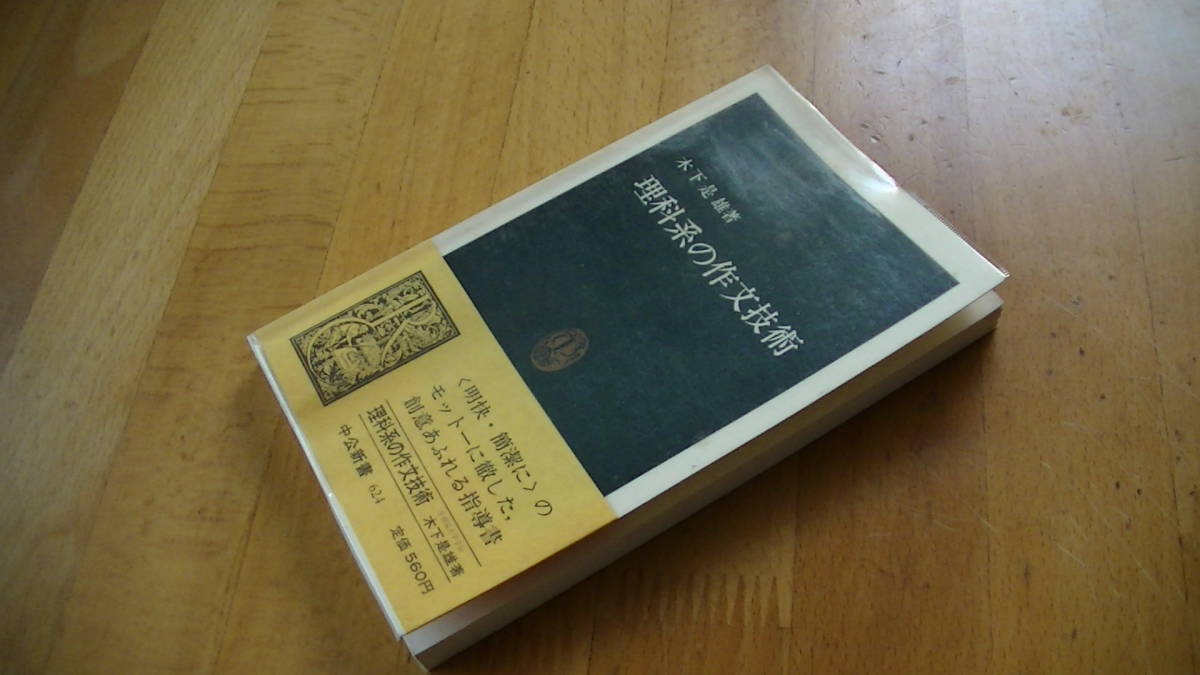 木下是雄著
理科系の作文技術
〈明快・簡潔に〉の
モットーに徹した,
創意あふれる指導書
理科系の作文技術 木下是雄著
中公新書 624 定価 560円